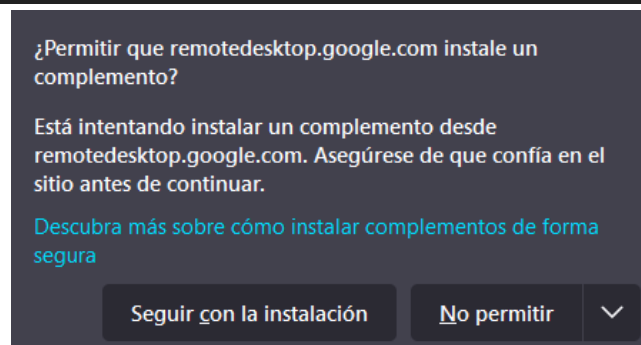 ¿Permitir que remotedesktop.google.com instale un
complemento?
Está intentando instalar un complemento desde
remotedesktop.google.com. Asegúrese de que confía en el
sitio antes de continuar.
Descubra más sobre cómo instalar complementos de forma
segura
Seguir con la instalación No permitir